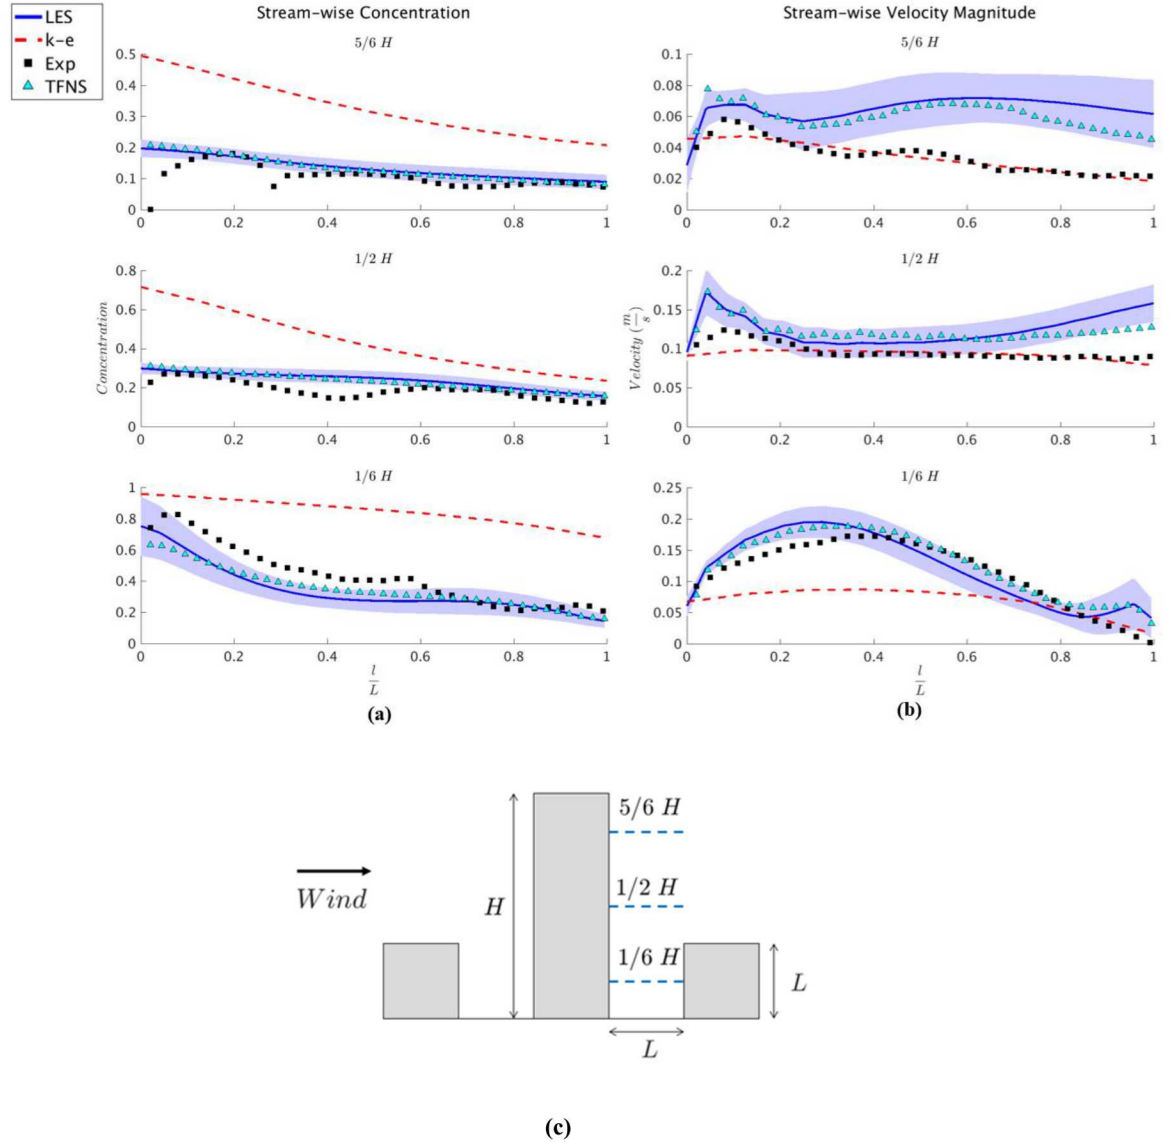 LES
k-e
Exp
TFNS
Stream-wise Concentration
5/6 H
0.5
0.4
0.3
0.2
0.1
0
0 0.2 0.4 0.6 0.8 1
1/2 H
Concentration
0.8
0.6
0.4
0.2
0
0 0.2 0.4 0.6 0.8 1
1/6 H
1
0.8
0.6
0.4
0.2
0
0 0.2 0.4 0.6 0.8 1
l
L
(a)
Stream-wise Velocity Magnitude
5/6 H
0.1
0.08
0.06
0.04
0.02
0
0 0.2 0.4 0.6 0.8 1
1/2 H
Velocity (m/s)
0.2
0.15
0.1
0.05
0
0 0.2 0.4 0.6 0.8 1
1/6 H
0.25
0.2
0.15
0.1
0.05
0
0 0.2 0.4 0.6 0.8 1
l
L
(b)
Wind
H
5/6 H
1/2 H
1/6 H
L
L
(c)